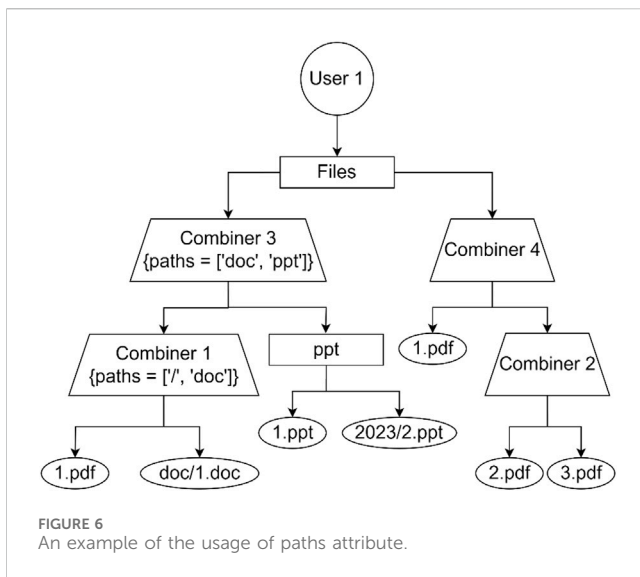 User 1
Files
Combiner 3
{paths = ['doc', 'ppt']}
Combiner 4
Combiner 1
{paths = ['/', 'doc']}
ppt
1.pdf
Combiner 2
1.ppt
2023/2.ppt
1.pdf
doc/1.doc
2.pdf
3.pdf
FIGURE 6
An example of the usage of paths attribute.